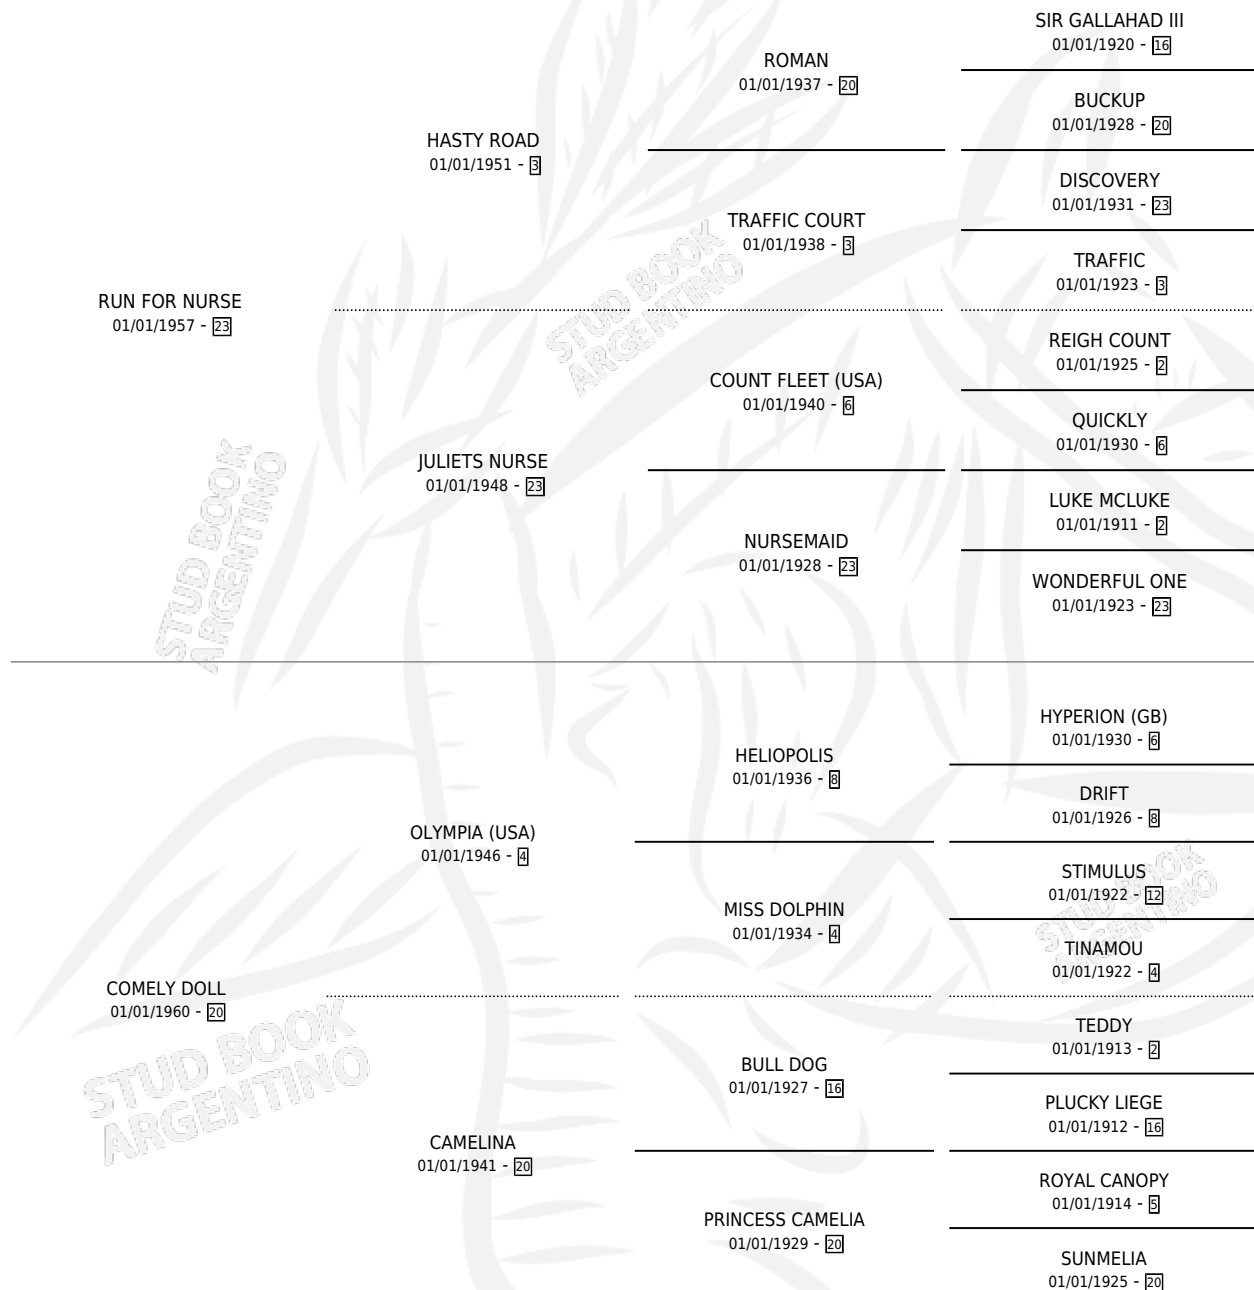 SIR GALLAHAD III
01/01/1920 - 16
ROMAN
01/01/1937 - 20
BUCKUP
01/01/1928 - 20
HASTY ROAD
01/01/1951 - 3
DISCOVERY
01/01/1931 - 23
TRAFFIC COURT
01/01/1938 - 3
TRAFFIC
01/01/1923 - 3
RUN FOR NURSE
01/01/1957 - 23
REIGH COUNT
01/01/1925 - 2
COUNT FLEET (USA)
01/01/1940 - 6
QUICKLY
01/01/1930 - 6
JULIETS NURSE
01/01/1948 - 23
LUKE MCLUKE
01/01/1911 - 2
NURSEMAID
01/01/1928 - 23
WONDERFUL ONE
01/01/1923 - 23
HYPERION (GB)
01/01/1930 - 6
HELIOPOLIS
01/01/1936 - 8
DRIFT
01/01/1926 - 8
OLYMPIA (USA)
01/01/1946 - 4
STIMULUS
01/01/1922 - 12
MISS DOLPHIN
01/01/1934 - 4
TINAMOU
01/01/1922 - 4
COMELY DOLL
01/01/1960 - 20
TEDDY
01/01/1913 - 2
BULL DOG
01/01/1927 - 16
PLUCKY LIEGE
01/01/1912 - 16
CAMELINA
01/01/1941 - 20
ROYAL CANOPY
01/01/1914 - 5
PRINCESS CAMELIA
01/01/1929 - 20
SUNMELIA
01/01/1925 - 20
STUD BOOK
ARGENTINO
STUD BOOK
ARGENTINO
STUD BOOK
ARGENTINO
STUD BOOK
ARGENTINO